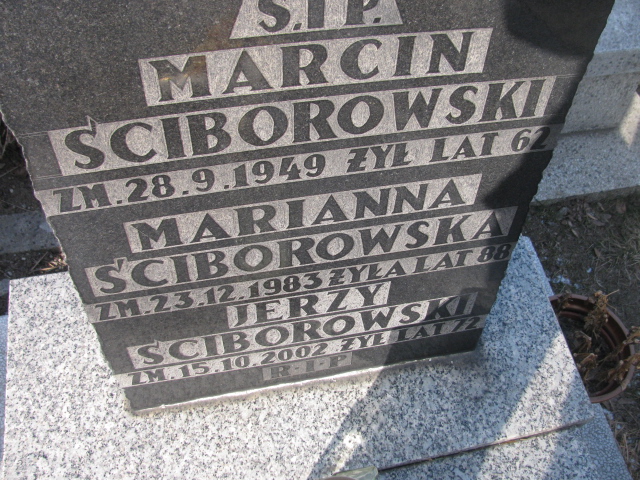 Ś.†P.
MARCIN
ŚCIBOROWSKI
ZM.28.9.1949 ŻYŁ LAT 62
MARIANNA
ŚCIBOROWSKA
ZM.23.12.1983 ŻYŁA LAT 88
JERZY
ŚCIBOROWSKI
ZM.15.10.2002 ŻYŁ LAT 72
R.I.P.